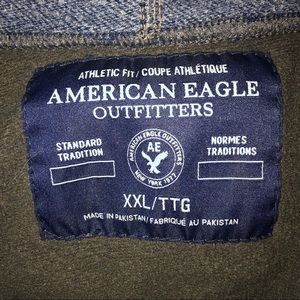 ATHLETIC FIT/COUPE ATHLÉTIQUE
AMERICAN EAGLE
OUTFITTERS
STANDARD
TRADITION
AMERICAN EAGLE OUTFITTERS
AE
NEW YORK 1977
NORMES
TRADITIONS
XXL/TTG
MADE IN PAKISTAN/FABRIQUÉ AU PAKISTAN